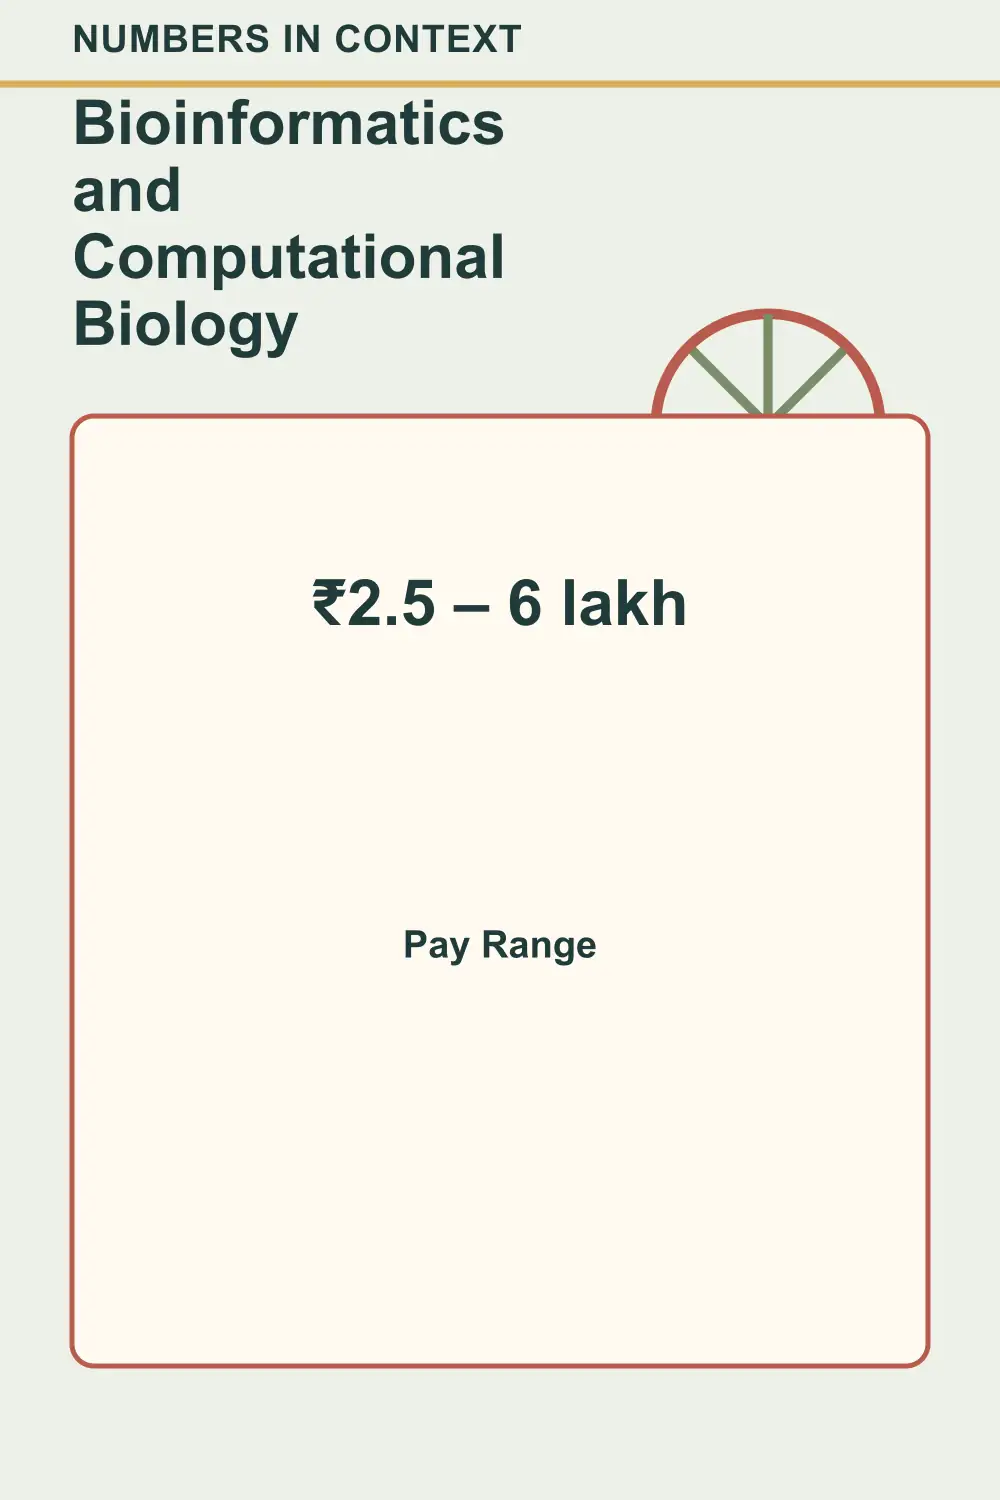 NUMBERS IN CONTEXT
Bioinformatics
and
Computational
Biology
₹2.5 – 6 lakh
Pay Range